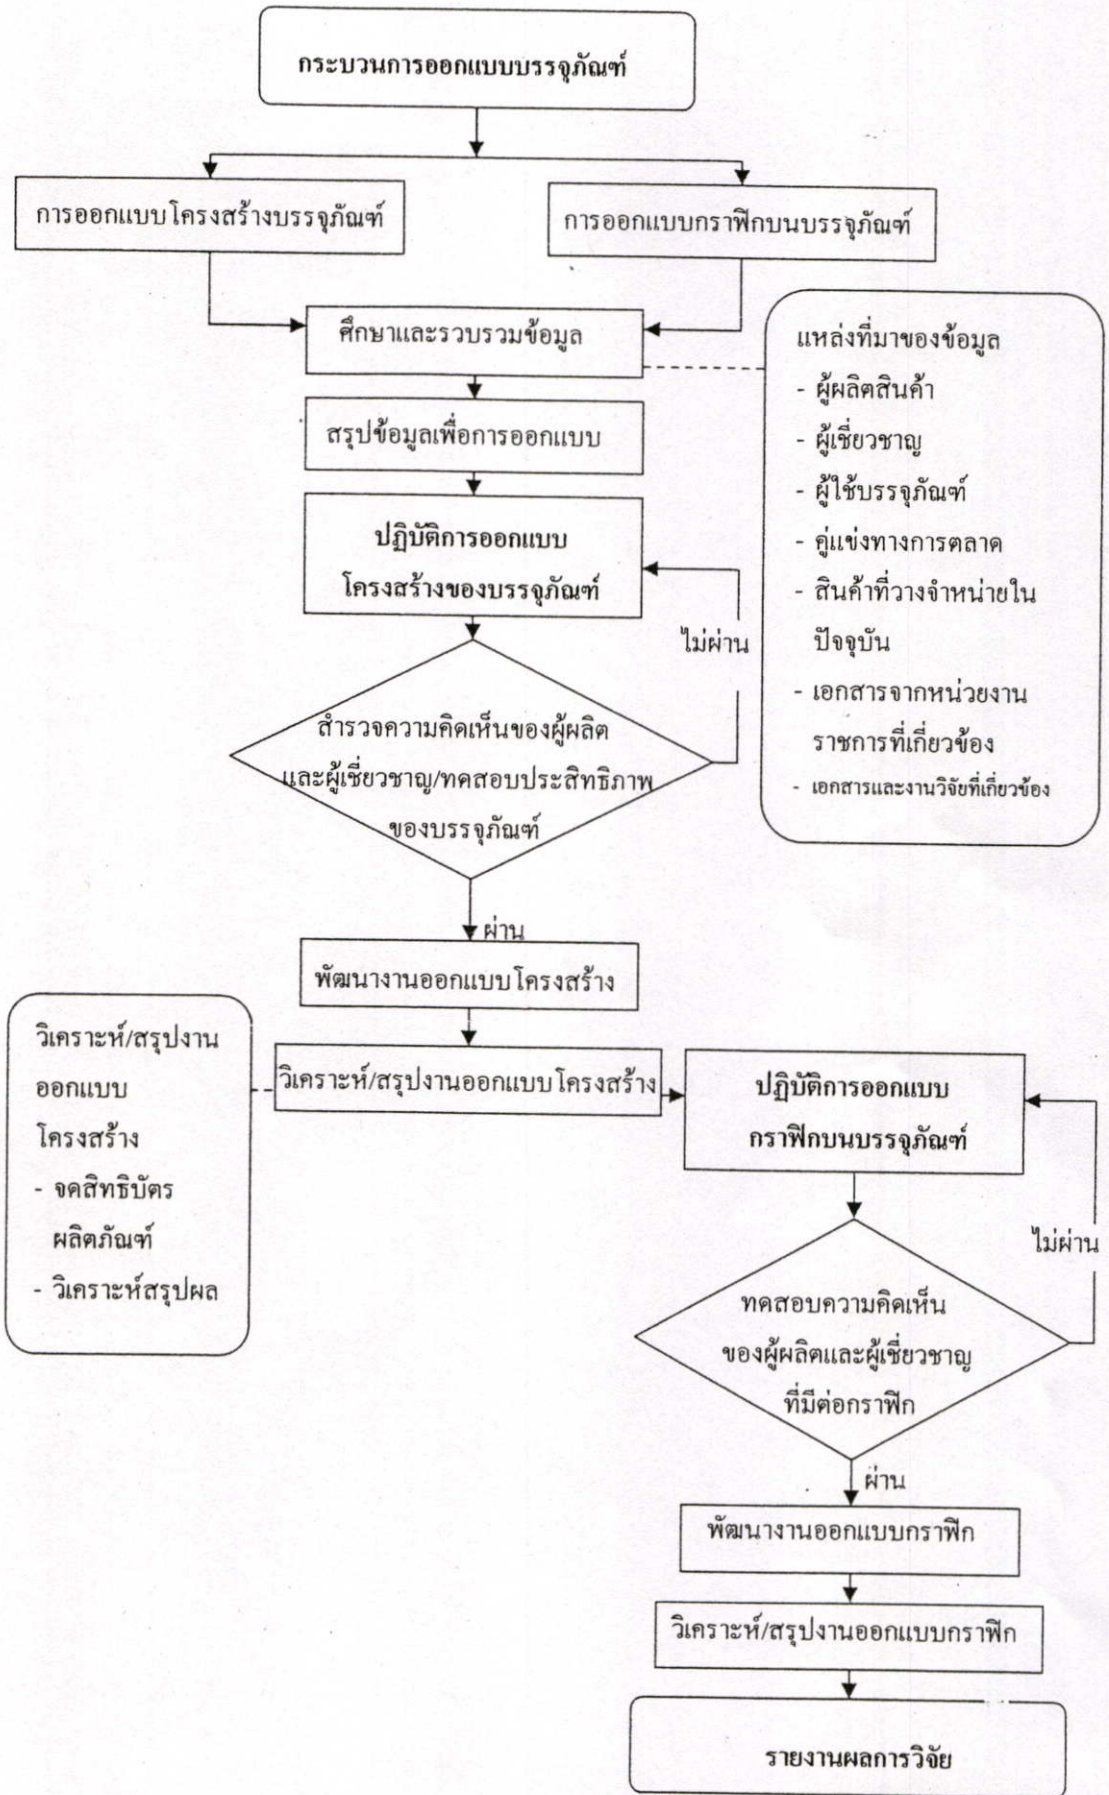 กระบวนการออกแบบบรรจุภัณฑ์
การออกแบบโครงสร้างบรรจุภัณฑ์
การออกแบบกราฟิกบนบรรจุภัณฑ์
ศึกษาและรวบรวมข้อมูล
แหล่งที่มาของข้อมูล
- ผู้ผลิตสินค้า
- ผู้เชี่ยวชาญ
- ผู้ใช้บรรจุภัณฑ์
- คู่แข่งทางการตลาด
- สินค้าที่วางจำหน่ายใน
ปัจจุบัน
- เอกสารจากหน่วยงาน
ราชการที่เกี่ยวข้อง
- เอกสารและงานวิจัยที่เกี่ยวข้อง
สรุปข้อมูลเพื่อการออกแบบ
ปฏิบัติการออกแบบ
โครงสร้างของบรรจุภัณฑ์
ไม่ผ่าน
สำรวจความคิดเห็นของผู้ผลิต
และผู้เชี่ยวชาญ/ทดสอบประสิทธิภาพ
ของบรรจุภัณฑ์
ผ่าน
พัฒนางานออกแบบโครงสร้าง
วิเคราะห์/สรุปงานออกแบบโครงสร้าง
วิเคราะห์/สรุปงาน
ออกแบบ
โครงสร้าง
- จดสิทธิบัตร
ผลิตภัณฑ์
- วิเคราะห์สรุปผล
ปฏิบัติการออกแบบ
กราฟิกบนบรรจุภัณฑ์
ไม่ผ่าน
ทดสอบความคิดเห็น
ของผู้ผลิตและผู้เชี่ยวชาญ
ที่มีต่อกราฟิก
ผ่าน
พัฒนางานออกแบบกราฟิก
วิเคราะห์/สรุปงานออกแบบกราฟิก
รายงานผลการวิจัย